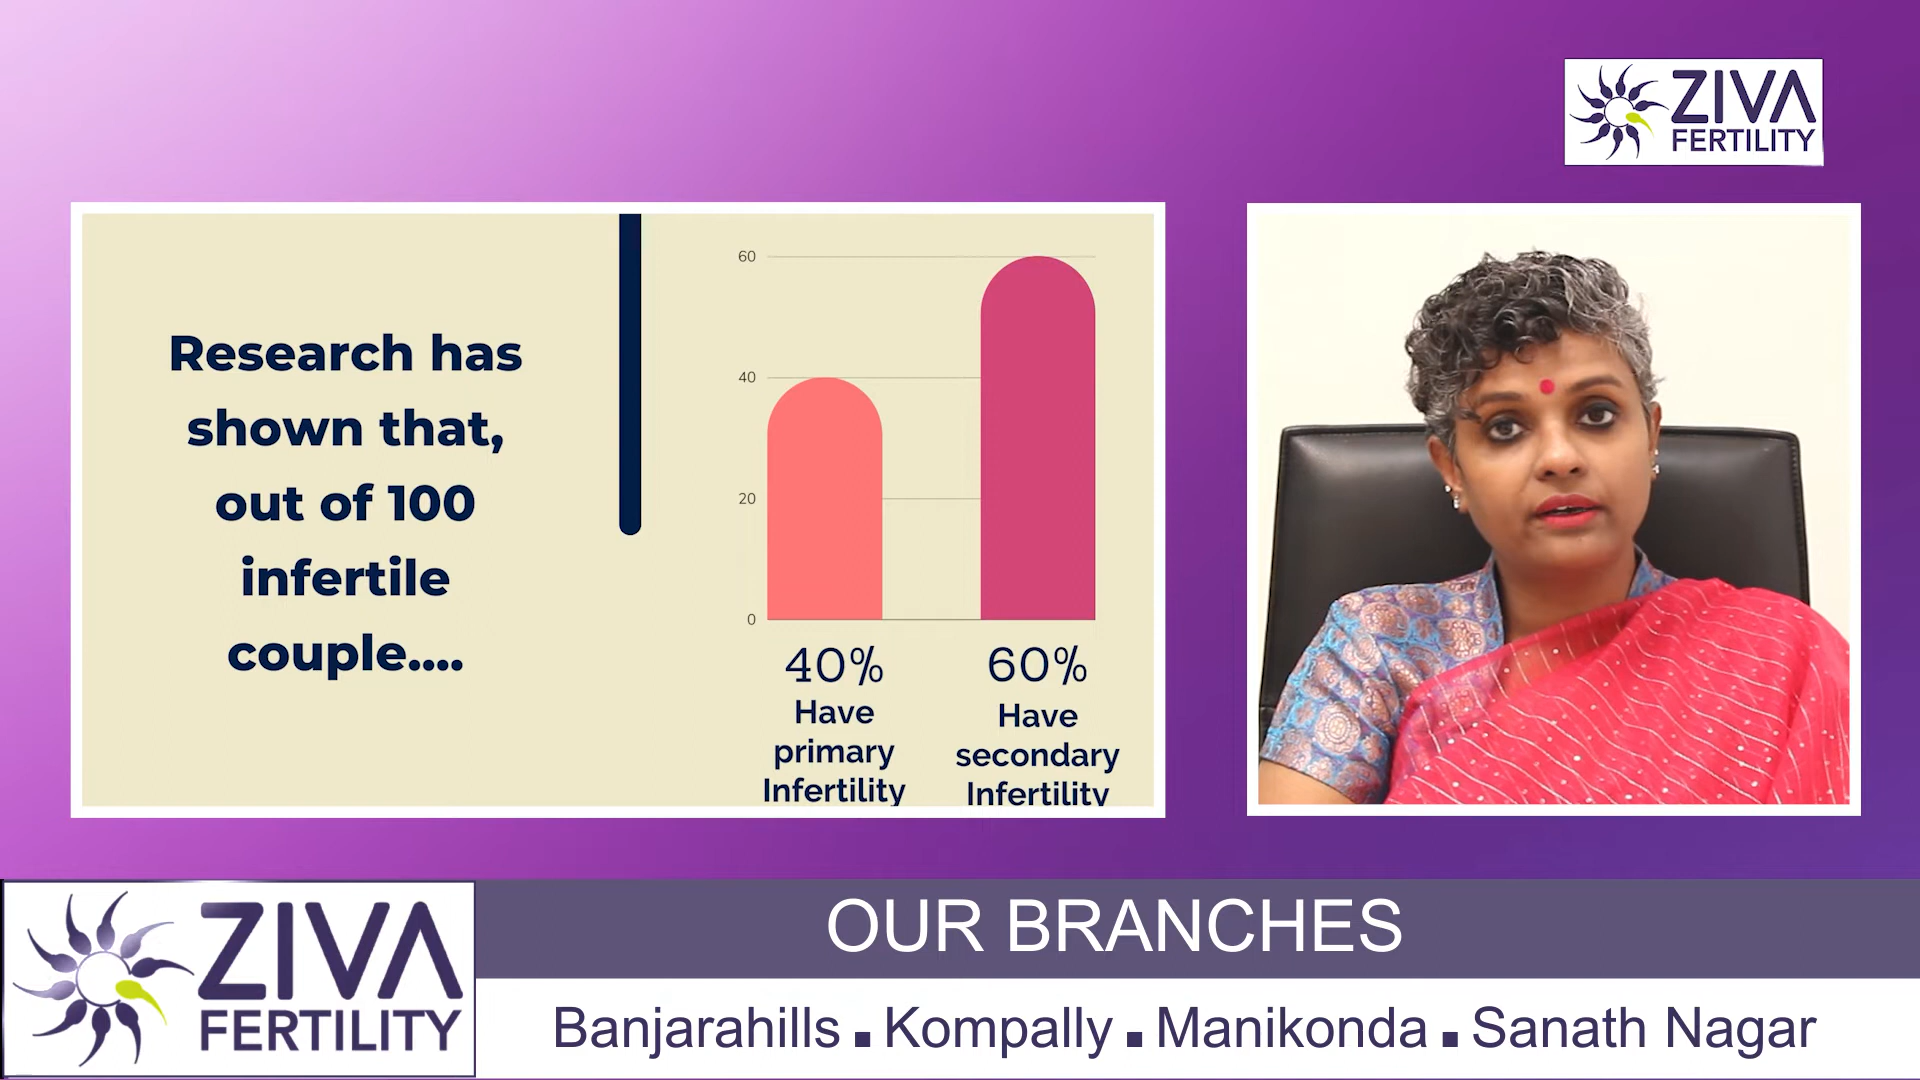 ZIVA
FERTILITY
Research has
shown that,
out of 100
infertile
couple....
60
40
20
0
40%
Have
primary
Infertility
60%
Have
secondary
Infertility
ZIVA
FERTILITY
OUR BRANCHES
Banjarahills ■ Kompally ■ Manikonda ■ Sanath Nagar